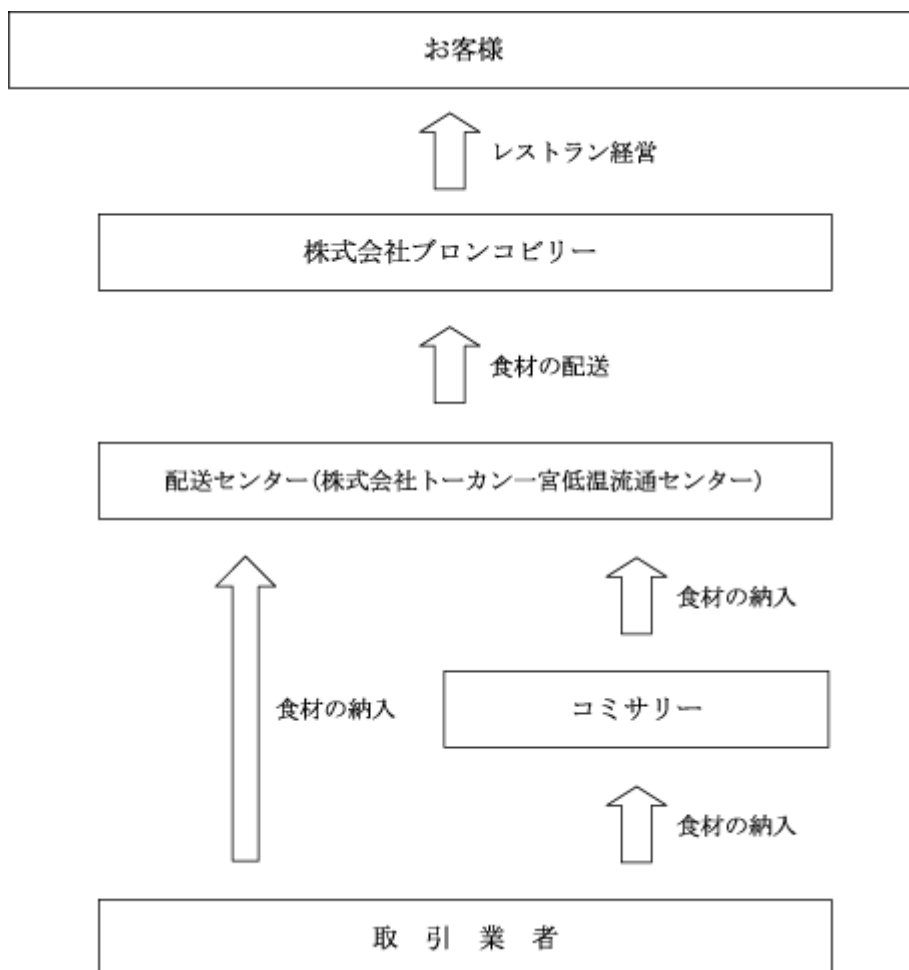 お客様
レストラン経営
株式会社ブロンコビリー
食材の配送
配送センター(株式会社トーカン一宮低温流通センター)
食材の納入
食材の納入
コミサリー
食材の納入
取引業者